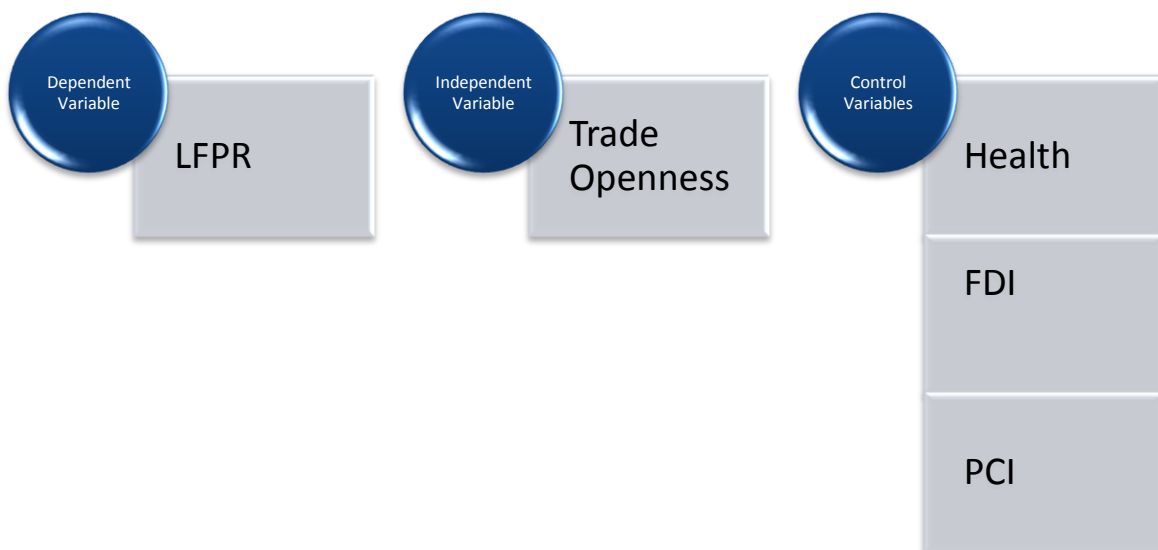 Dependent
Variable
LFPR
Independent
Variable
Trade
Openness
Control
Variables
Health
FDI
PCI